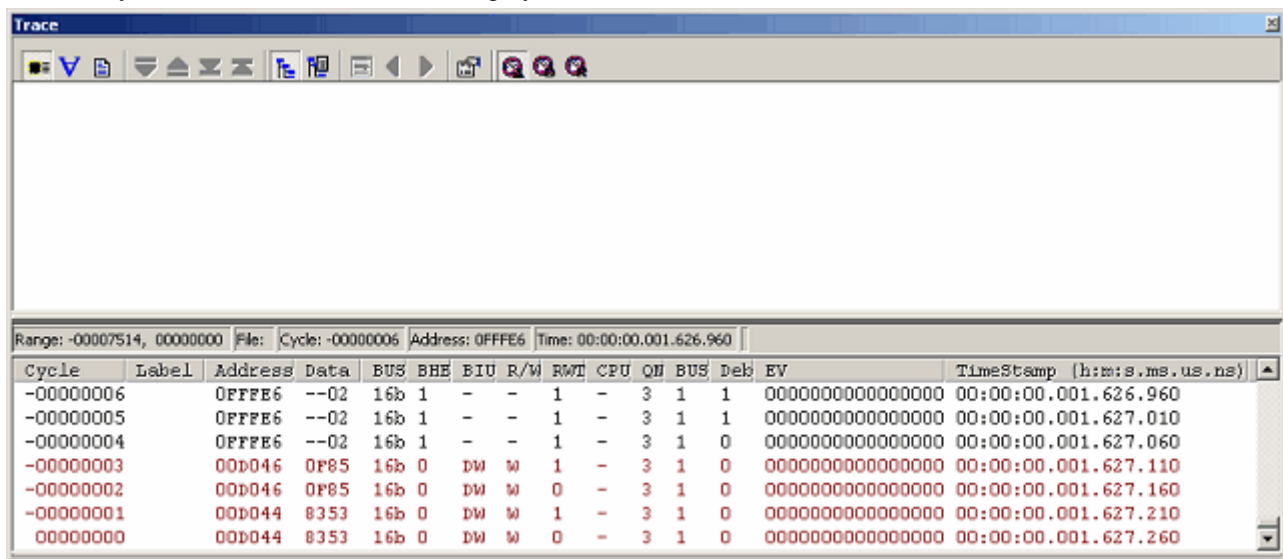 Trace
Range: -00007514, 00000000 File: Cycle: -00000006 Address: 0FFFE6 Time: 00:00:00.001.626.960
Cycle Label Address Data BUS BHE BIU R/W RWT CPU QN BUS Deb EV TimeStamp (h:m:s.ms.us.ns)
-00000006 0FFFE6 --02 16b 1 - - 1 - 3 1 1 0000000000000000 00:00:00.001.626.960
-00000005 0FFFE6 --02 16b 1 - - 1 - 3 1 1 0000000000000000 00:00:00.001.627.010
-00000004 0FFFE6 --02 16b 1 - - 1 - 3 1 0 0000000000000000 00:00:00.001.627.060
-00000003 00D046 0F85 16b 0 DW W 1 - 3 1 0 0000000000000000 00:00:00.001.627.110
-00000002 00D046 0F85 16b 0 DW W 0 - 3 1 0 0000000000000000 00:00:00.001.627.160
-00000001 00D044 8353 16b 0 DW W 1 - 3 1 0 0000000000000000 00:00:00.001.627.210
00000000 00D044 8353 16b 0 DW W 0 - 3 1 0 0000000000000000 00:00:00.001.627.260